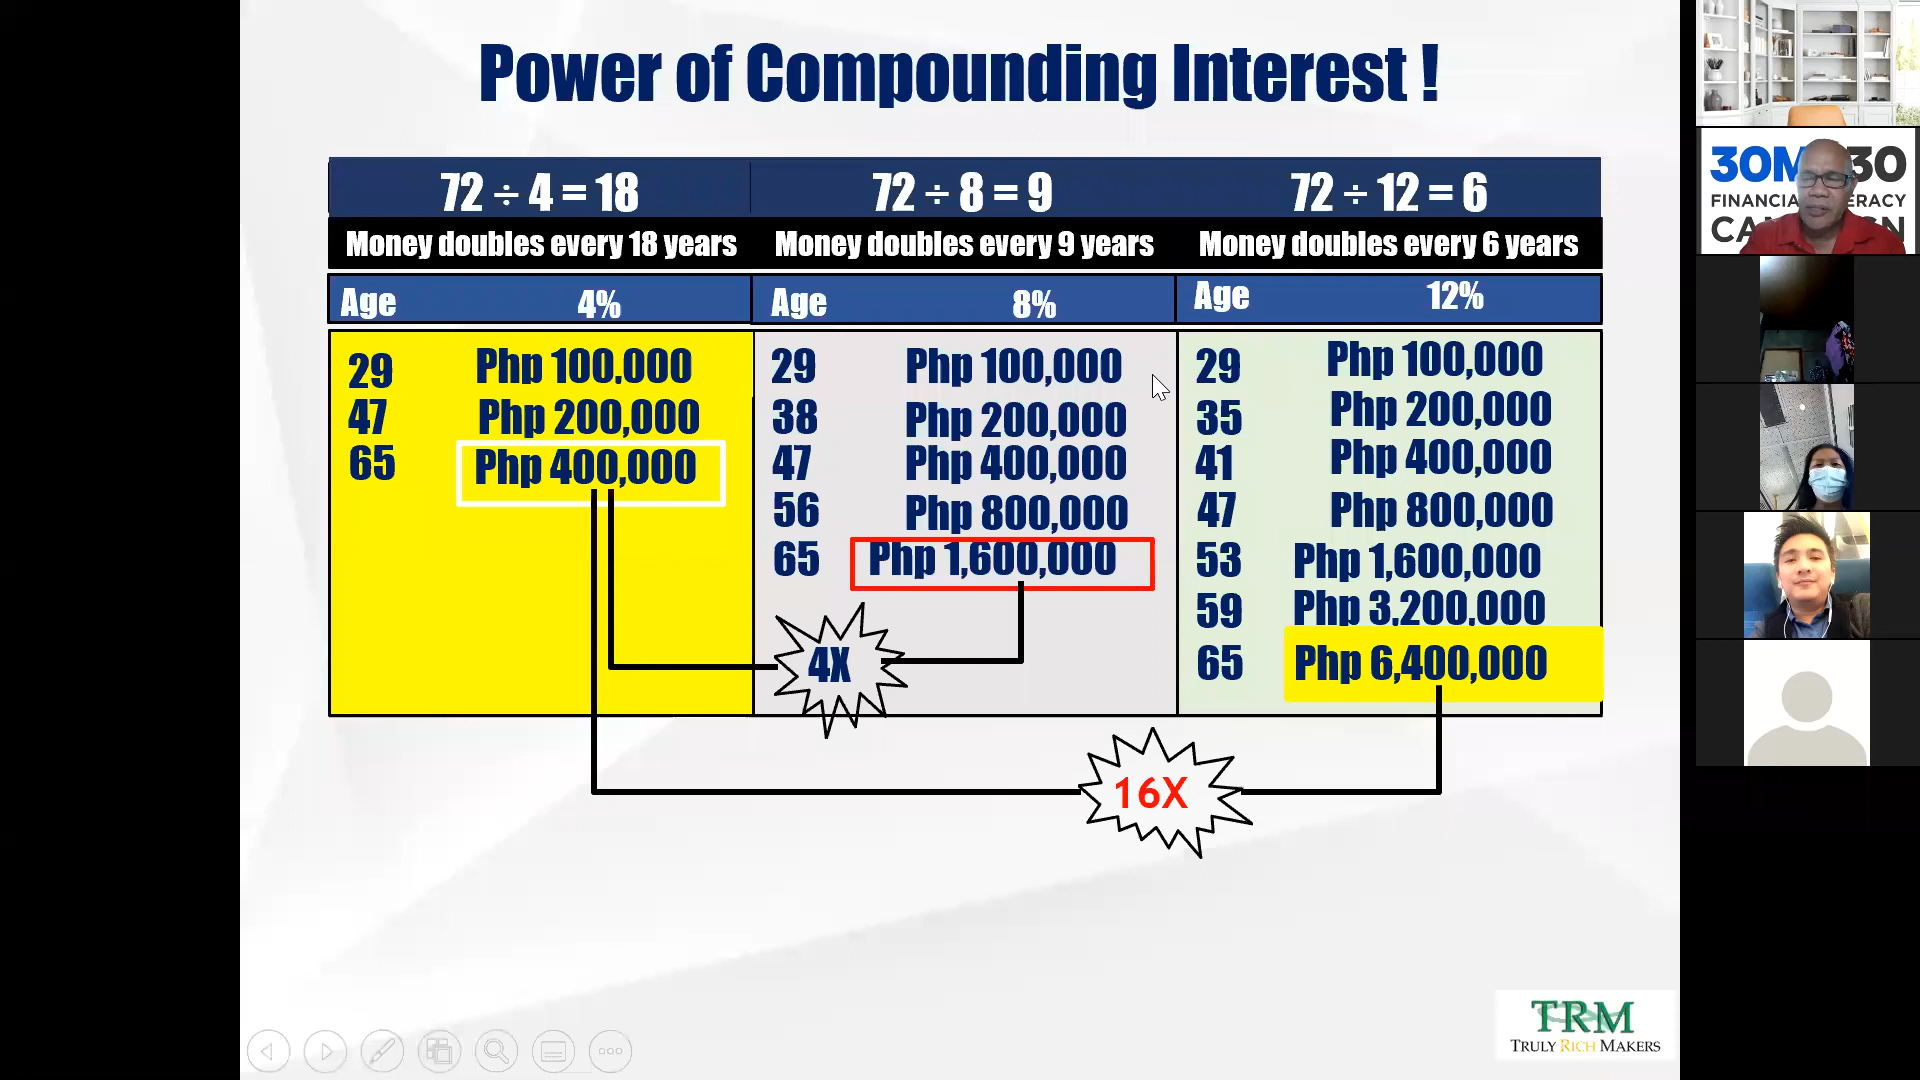 Power of Compounding Interest !
72 ÷ 4 = 18
72 ÷ 8 = 9
72 ÷ 12 = 6
Money doubles every 18 years
Money doubles every 9 years
Money doubles every 6 years
Age 4%
Age 8%
Age 12%
29 Php 100.000
47 Php 200,000
65 Php 400,000
29 Php 100,000
38 Php 200,000
47 Php 400,000
56 Php 800,000
65 Php 1,600,000
29 Php 100,000
35 Php 200,000
41 Php 400,000
47 Php 800,000
53 Php 1,600,000
59 Php 3,200,000
65 Php 6,400,000
4X
16X
TRM
TRULY RICH MAKERS
30M 30
FINANCIA ERACY
CA N